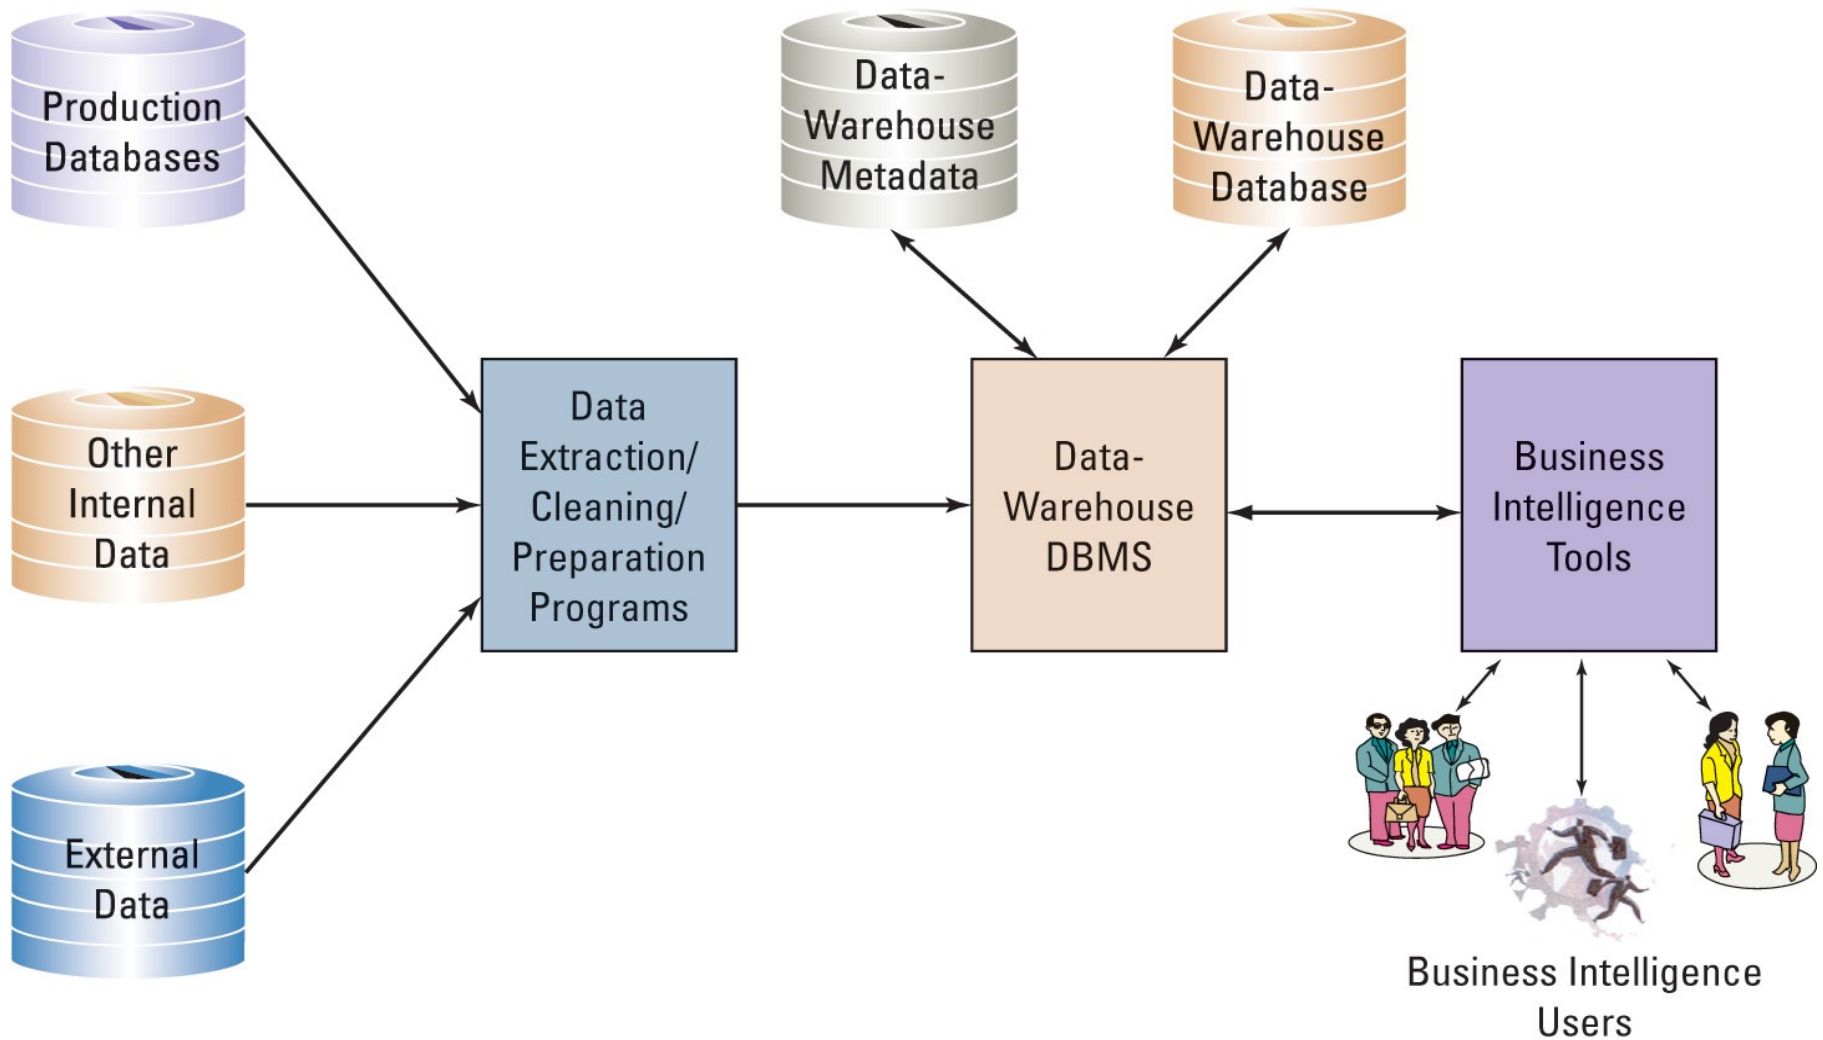 Production
Databases
Data-
Warehouse
Metadata
Data-
Warehouse
Database
Other
Internal
Data
Data
Extraction/
Cleaning/
Preparation
Programs
Data-
Warehouse
DBMS
Business
Intelligence
Tools
External
Data
Business Intelligence
Users